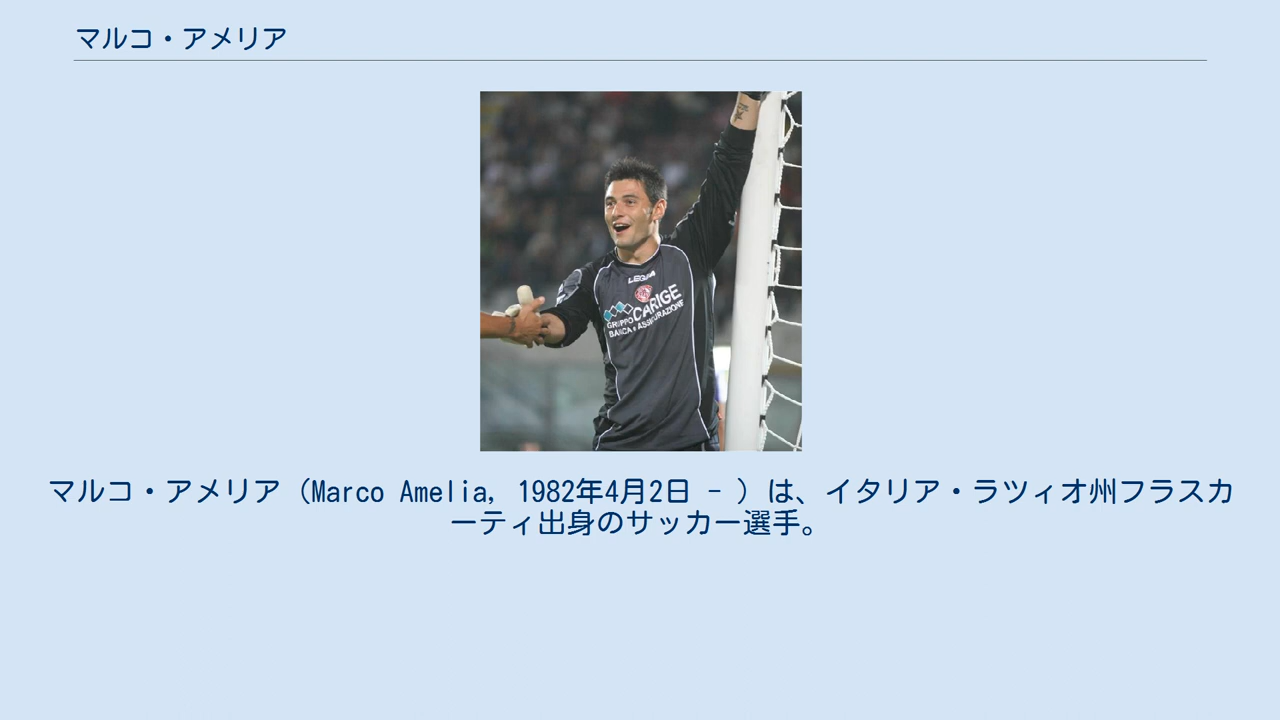 マルコ・アメリア
LEGEA
GRUPPO CARIGE
BANCA e ASSICURAZIONE
マルコ・アメリア（Marco Amelia, 1982年4月2日 - ）は、イタリア・ラツィオ州フラスカ
ーティ出身のサッカー選手。